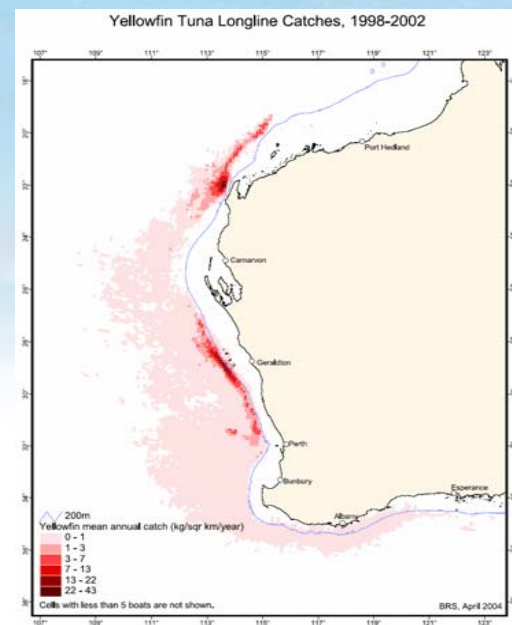 Yellowfin Tuna Longline Catches, 1998-2002
107° 109° 111° 113° 115° 117° 119° 121° 123°
Port Hedland
Carnarvon
Geraldton
Perth
Bunbury
Esperance
Albany
200m
Yellowfin mean annual catch (kg/sqr km/year)
0 - 1
1 - 3
3 - 7
7 - 13
13 - 22
22 - 43
Cells with less than 5 boats are not shown.
BRS, April 2004
107° 109° 111° 113° 115° 117° 119° 121° 123°